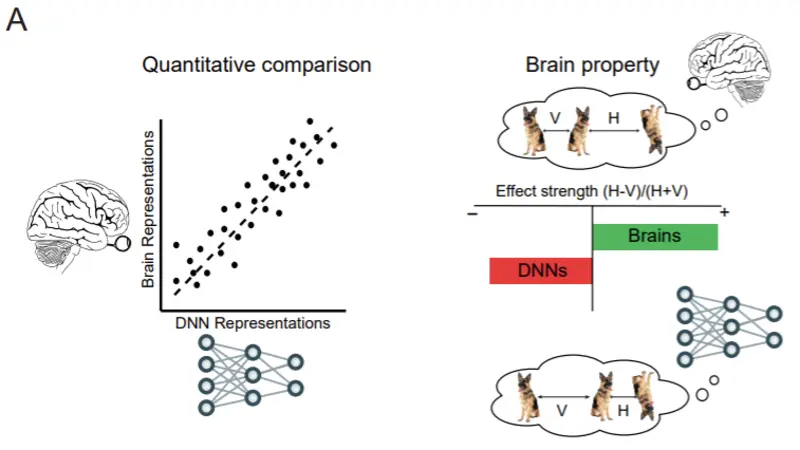 A
Quantitative comparison
Brain Representations
DNN Representations
Brain property
V H
Effect strength (H-V)/(H+V)
– +
Brains
DNNs
V H